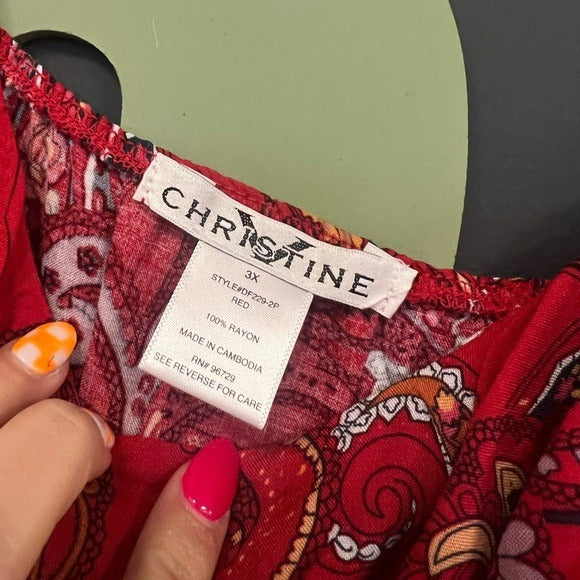 CHRISTINE
V
3X
STYLE#DF229-2P
RED
100% RAYON
MADE IN CAMBODIA
RN# 96729
SEE REVERSE FOR CARE